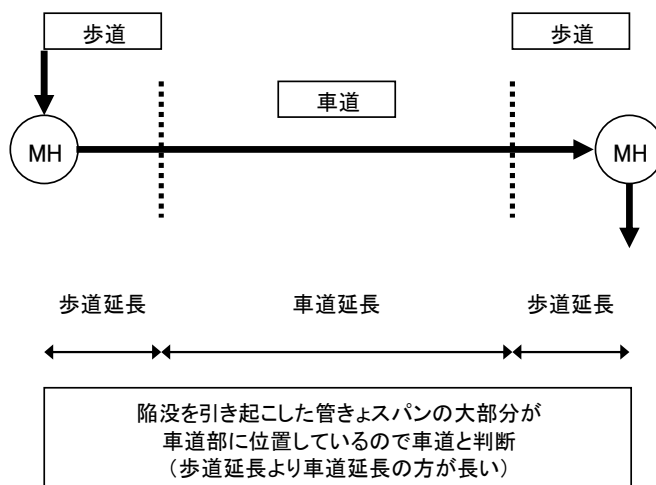 歩道
歩道
車道
MH
MH
歩道延長
車道延長
歩道延長
陥没を引き起こした管きょスパンの大部分が
車道部に位置しているので車道と判断
（歩道延長より車道延長の方が長い）